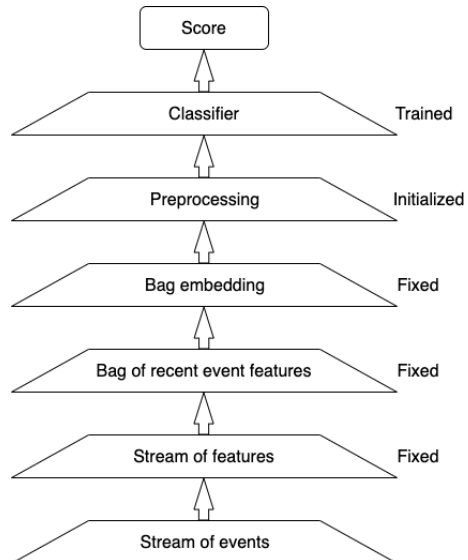 Score
Classifier
Trained
Preprocessing
Initialized
Bag embedding
Fixed
Bag of recent event features
Fixed
Stream of features
Fixed
Stream of events